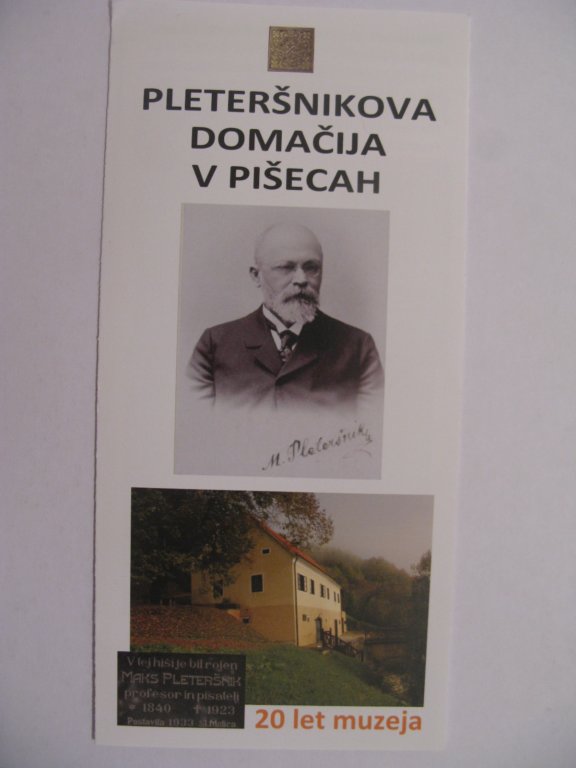 PLETERŠNIKOVA
DOMAČIJA
V PIŠECAH
M. Pleteršnik
V tej hiši je bil rojen
MAKS PLETERŠNIK
profesor in pisatelj
* 1840 ✝ 1923
Postavila 1933 sl. Matica
20 let muzeja